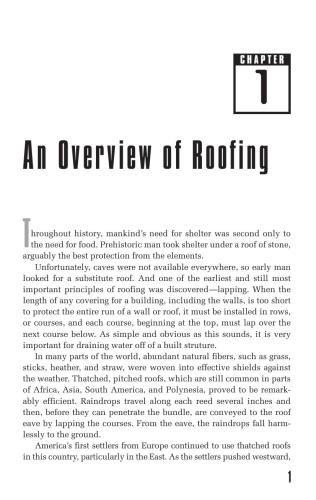 CHAPTER
1
An Overview of Roofing
Throughout history, mankind's need for shelter was second only to
the need for food. Prehistoric man took shelter under a roof of stone,
arguably the best protection from the elements.
Unfortunately, caves were not available everywhere, so early man
looked for a substitute roof. And one of the earliest and still most
important principles of roofing was discovered—lapping. When the
length of any covering for a building, including the walls, is too short
to protect the entire run of a wall or roof, it must be installed in rows,
or courses, and each course, beginning at the top, must lap over the
next course below. As simple and obvious as this sounds, it is very
important for draining water off of a built struture.
In many parts of the world, abundant natural fibers, such as grass,
sticks, heather, and straw, were woven into effective shields against
the weather. Thatched, pitched roofs, which are still common in parts
of Africa, Asia, South America, and Polynesia, proved to be remark-
ably efficient. Raindrops travel along each reed several inches and
then, before they can penetrate the bundle, are conveyed to the roof
eave by lapping the courses. From the eave, the raindrops fall harm-
lessly to the ground.
America's first settlers from Europe continued to use thatched roofs
in this country, particularly in the East. As the settlers pushed westward,
1